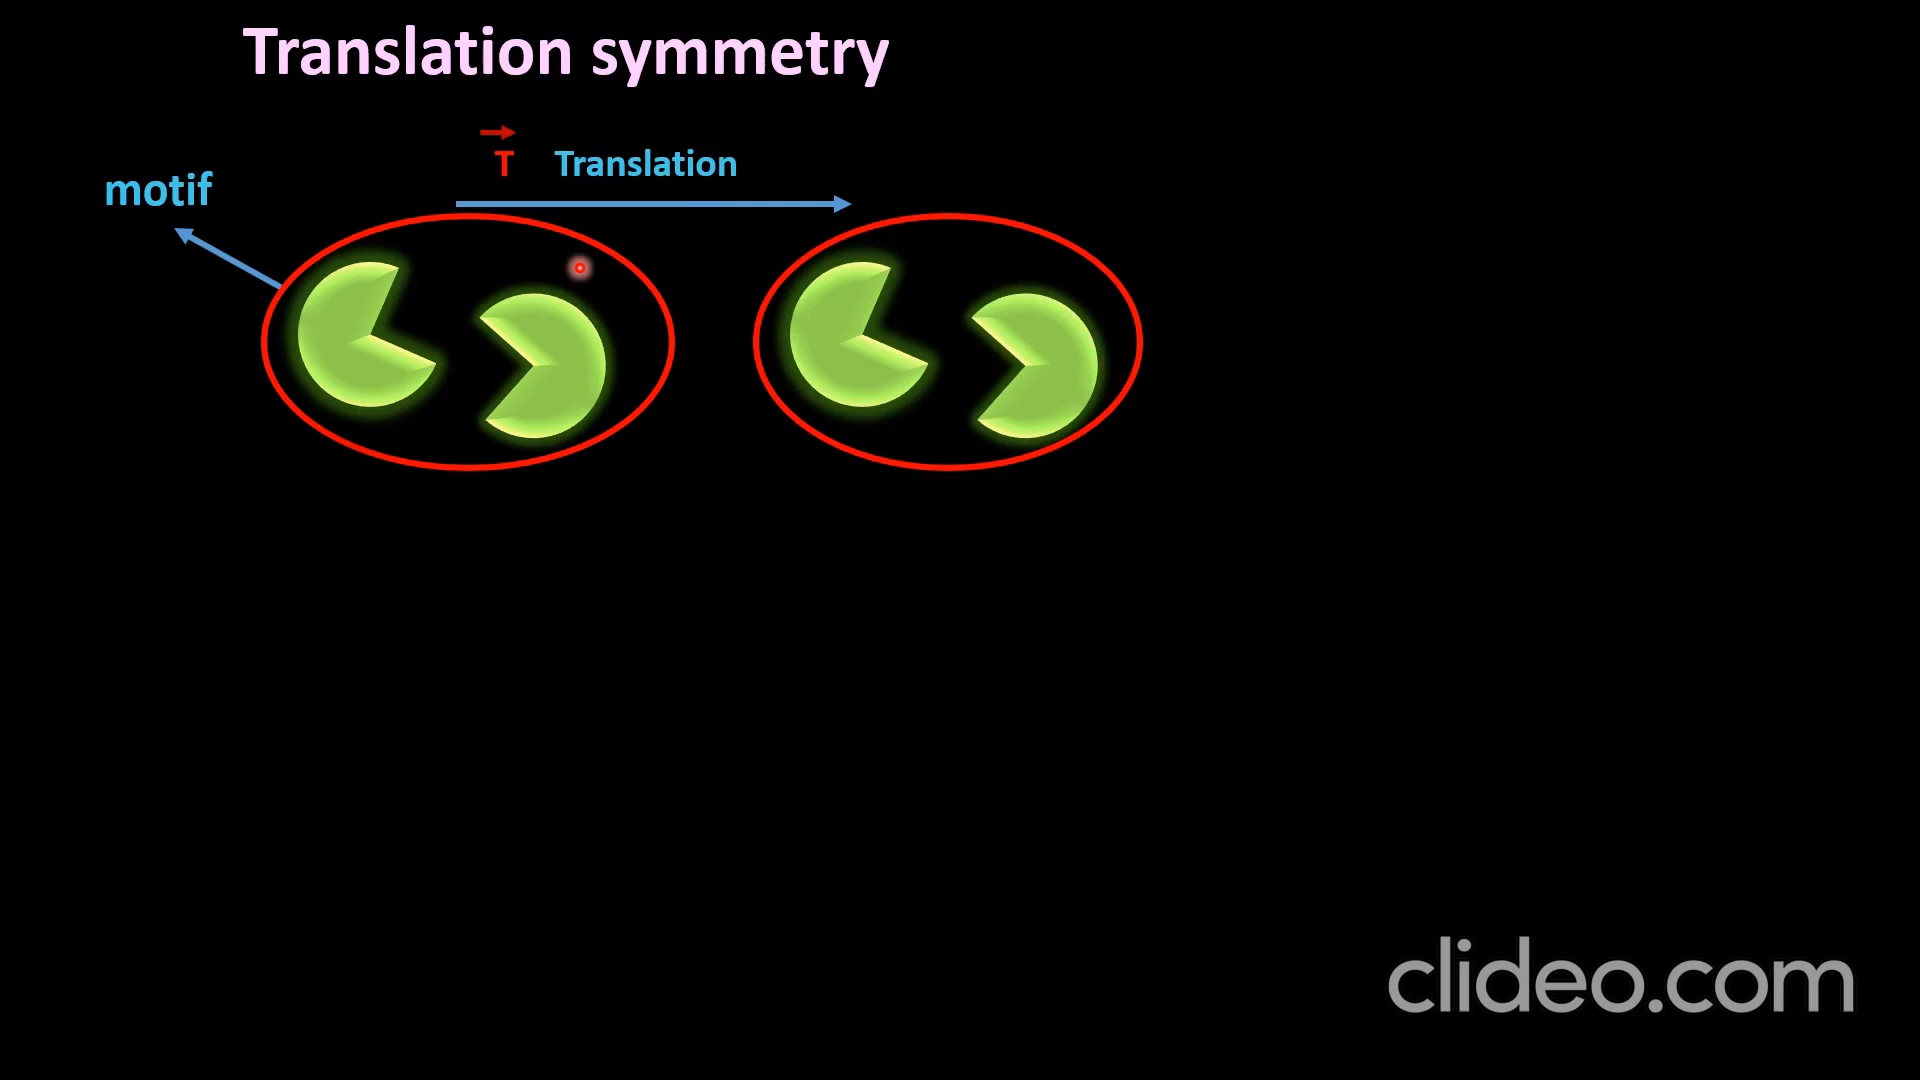 Translation symmetry
T Translation
motif
clideo.com